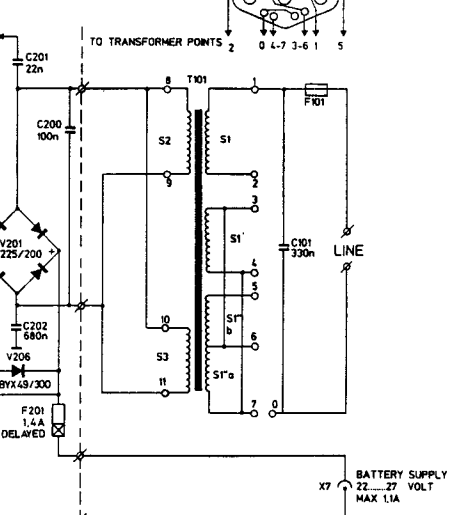 TO TRANSFORMER POINTS 2 0 4-7 3-6 1 5
C201
22n
8
T101
1
F101
C200
100n
S2
S1
9
2
3
V201
225/200
+
S1'
4
C101
330n
LINE
5
C202
680n
10
S1"
b
6
V206
S3
S1"a
BYX49/300
11
7 0
F201
1,4A
DELAYED
X7
BATTERY SUPPLY
22......27 VOLT
MAX 1,1A